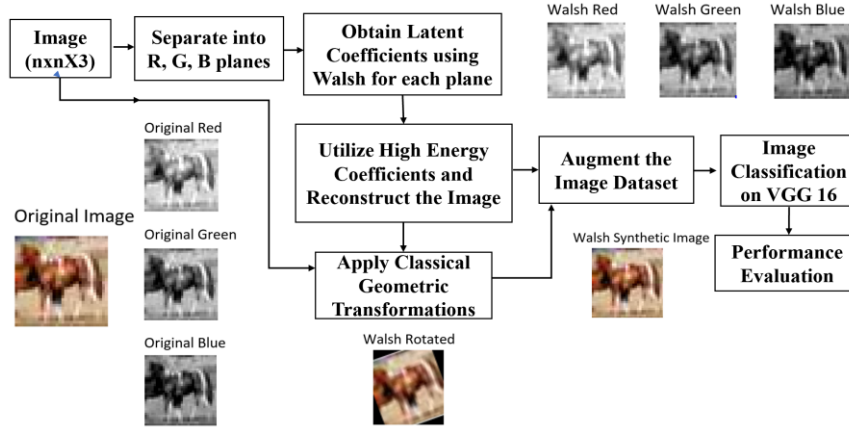 Image
(nxnX3)
Separate into
R, G, B planes
Obtain Latent
Coefficients using
Walsh for each plane
Walsh Red
Walsh Green
Walsh Blue
Original Red
Utilize High Energy
Coefficients and
Reconstruct the Image
Augment the
Image Dataset
Image
Classification
on VGG 16
Original Image
Original Green
Apply Classical
Geometric
Transformations
Walsh Synthetic Image
Performance
Evaluation
Original Blue
Walsh Rotated